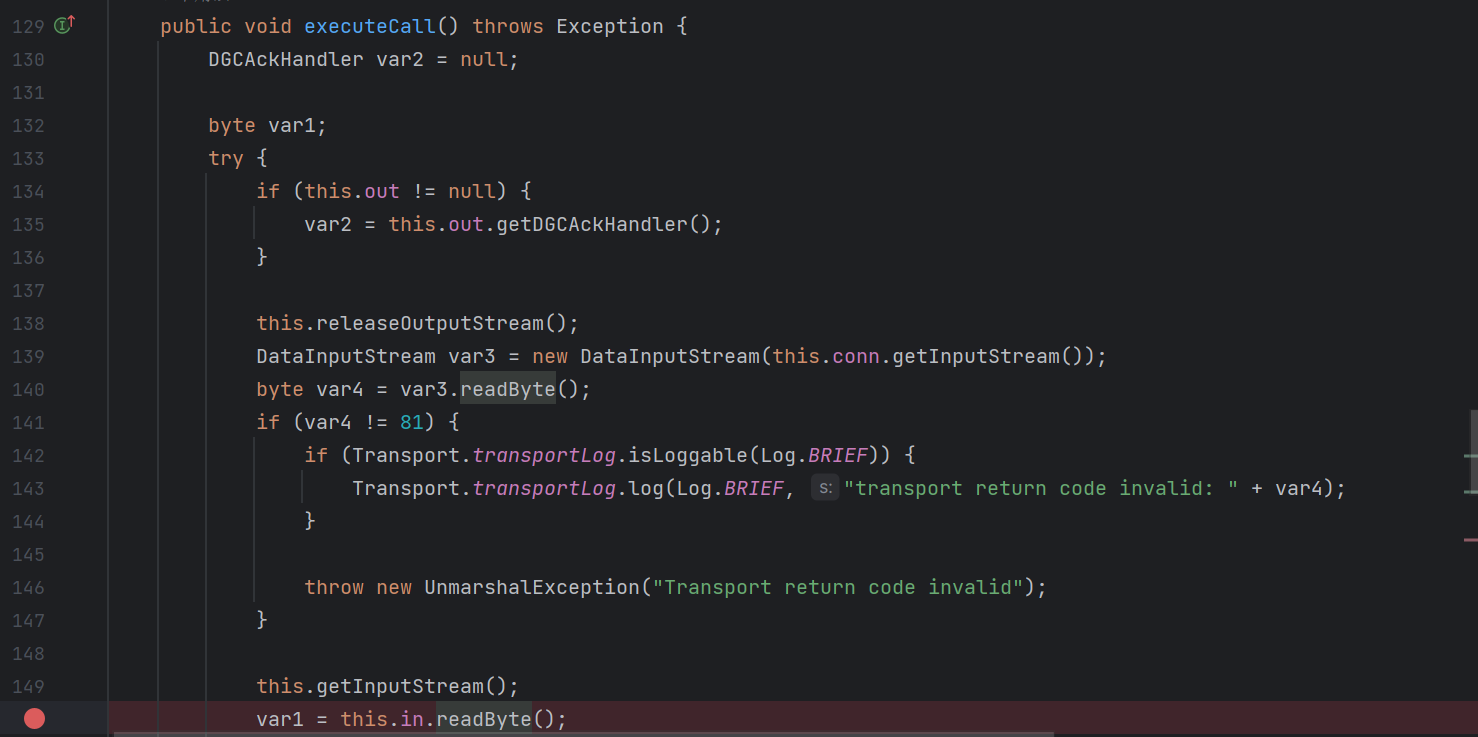 129 public void executeCall() throws Exception {
130 DGCAckHandler var2 = null;
131
132 byte var1;
133 try {
134 if (this.out != null) {
135 var2 = this.out.getDGCAckHandler();
136 }
137
138 this.releaseOutputStream();
139 DataInputStream var3 = new DataInputStream(this.conn.getInputStream());
140 byte var4 = var3.readByte();
141 if (var4 != 81) {
142 if (Transport.transportLog.isLoggable(Log.BRIEF)) {
143 Transport.transportLog.log(Log.BRIEF, s: "transport return code invalid: " + var4);
144 }
145
146 throw new UnmarshalException("Transport return code invalid");
147 }
148
149 this.getInputStream();
var1 = this.in.readByte();